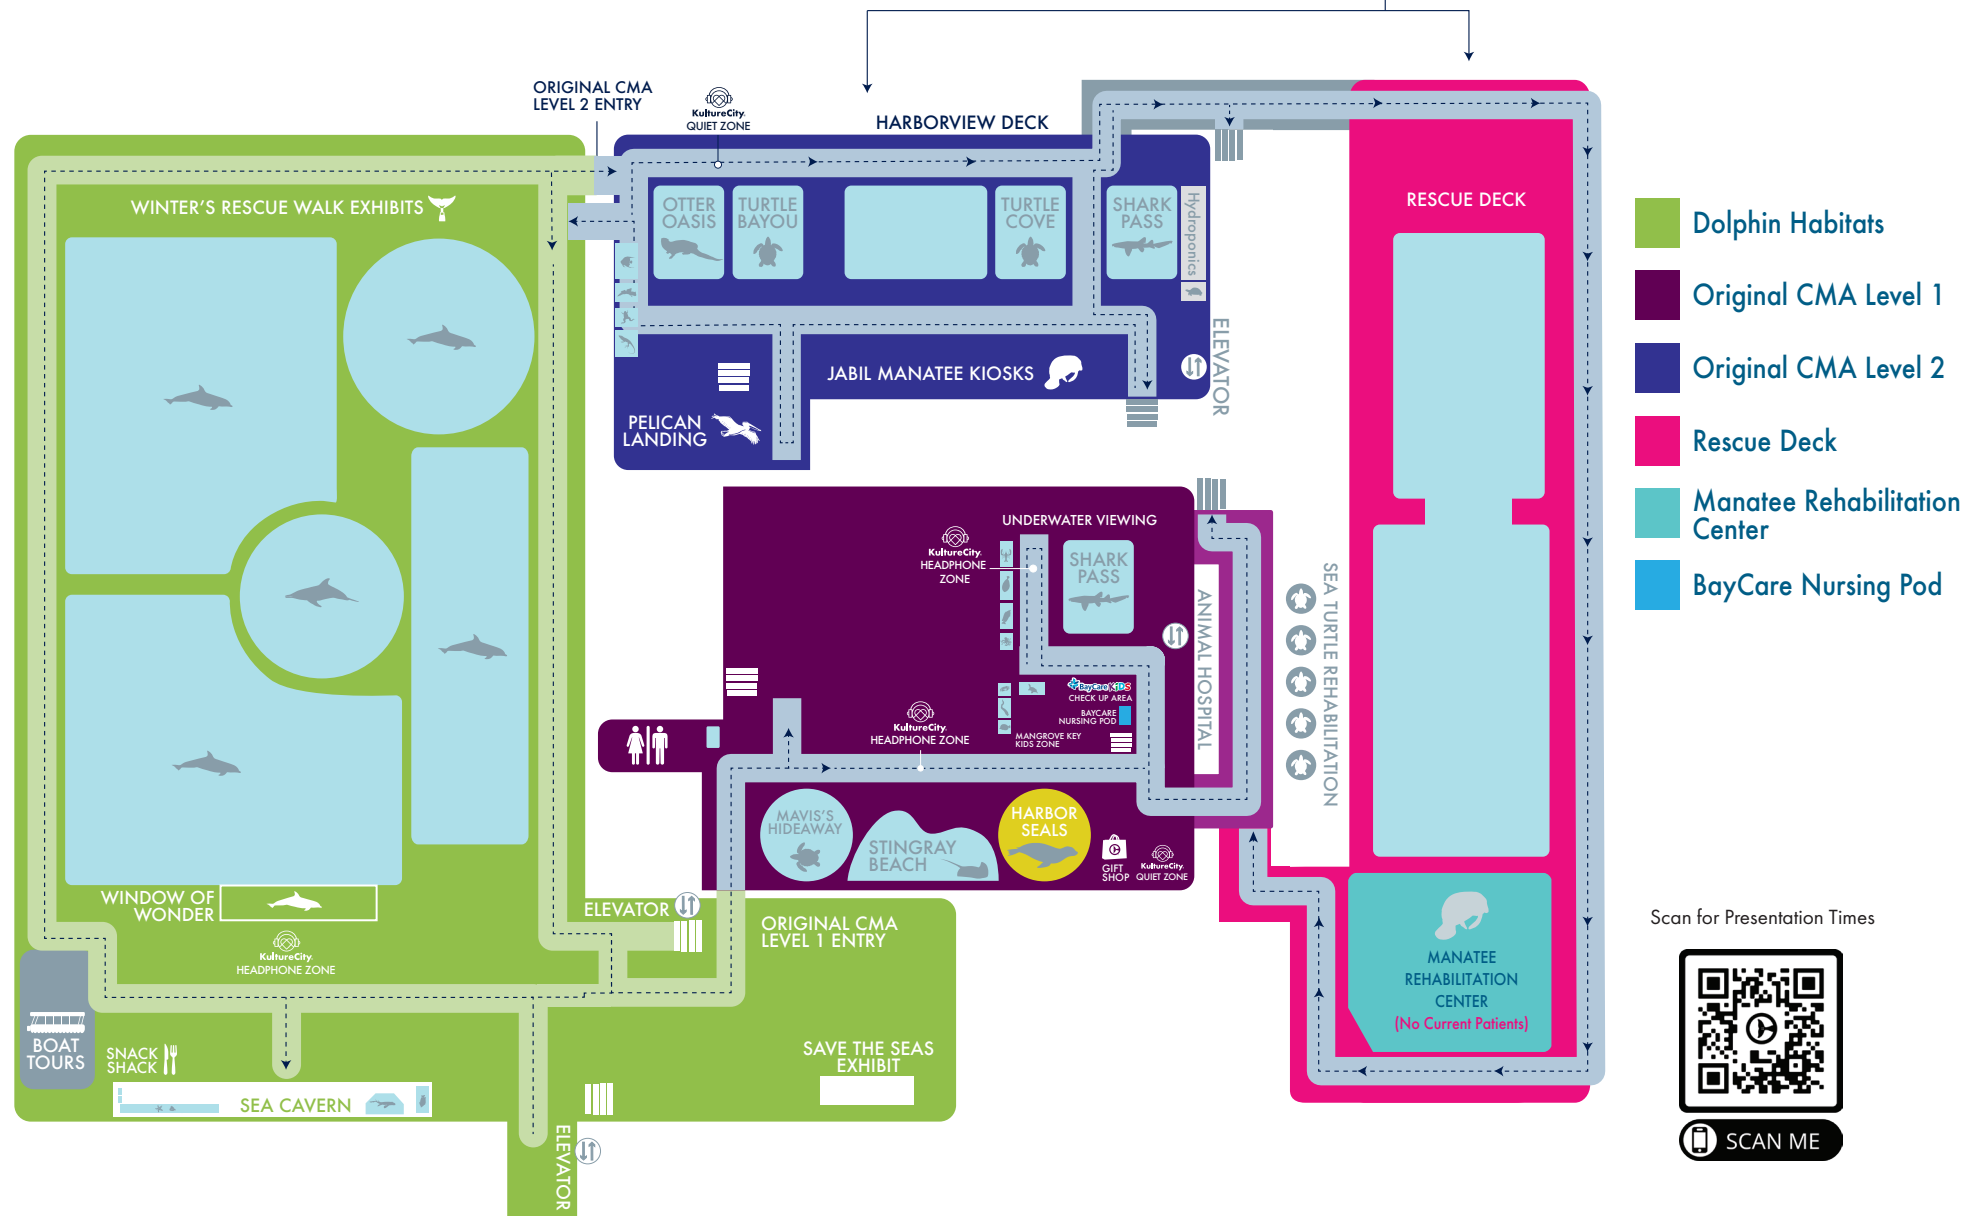 ORIGINAL CMA
LEVEL 2 ENTRY
KultureCity.
QUIET ZONE
HARBORVIEW DECK
WINTER'S RESCUE WALK EXHIBITS
OTTER
OASIS
TURTLE
BAYOU
TURTLE
COVE
SHARK
PASS
Hydroponics
ELEVATOR
JABIL MANATEE KIOSKS
PELICAN
LANDING
RESCUE DECK
Dolphin Habitats
Original CMA Level 1
Original CMA Level 2
Rescue Deck
Manatee Rehabilitation
Center
BayCare Nursing Pod
UNDERWATER VIEWING
KultureCity.
HEADPHONE
ZONE
SHARK
PASS
ANIMAL HOSPITAL
SEA TURTLE REHABILITATION
BayCare KiDS
CHECK UP AREA
BAYCARE
NURSING POD
MANGROVE KEY
KIDS ZONE
KultureCity.
HEADPHONE ZONE
MAVIS'S
HIDEAWAY
STINGRAY
BEACH
HARBOR
SEALS
GIFT
SHOP
KultureCity.
QUIET ZONE
WINDOW OF
WONDER
KultureCity.
HEADPHONE ZONE
ELEVATOR
ORIGINAL CMA
LEVEL 1 ENTRY
BOAT
TOURS
SNACK
SHACK
SEA CAVERN
SAVE THE SEAS
EXHIBIT
ELEVATOR
MANATEE
REHABILITATION
CENTER
(No Current Patients)
Scan for Presentation Times
SCAN ME